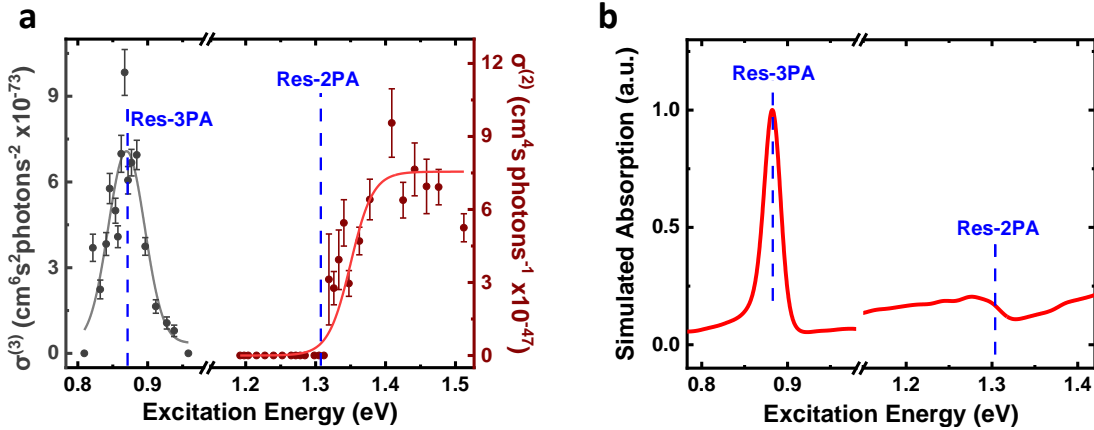 a
σ(3) (cm6s2photons-2 x10-73)
9
6
3
0
Res-3PA
Res-2PA
12
9
6
3
0
σ(2) (cm4s photons-1 x10-47)
0.8 0.9 1.2 1.3 1.4 1.5
Excitation Energy (eV)
b
Simulated Absorption (a.u.)
1.0
0.5
0.0
Res-3PA
Res-2PA
0.8 0.9 1.2 1.3 1.4
Excitation Energy (eV)